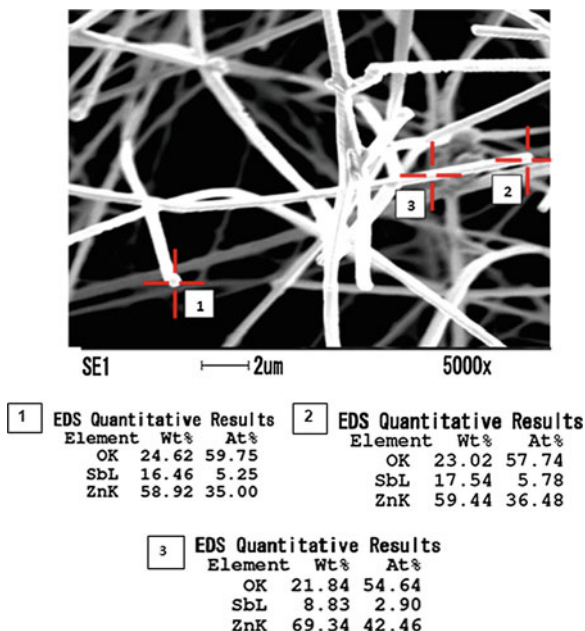 3
2
1
SE1 2um 5000x
1 EDS Quantitative Results
Element Wt% At%
OK 24.62 59.75
SbL 16.46 5.25
ZnK 58.92 35.00
2 EDS Quantitative Results
Element Wt% At%
OK 23.02 57.74
SbL 17.54 5.78
ZnK 59.44 36.48
3 EDS Quantitative Results
Element Wt% At%
OK 21.84 54.64
SbL 8.83 2.90
ZnK 69.34 42.46